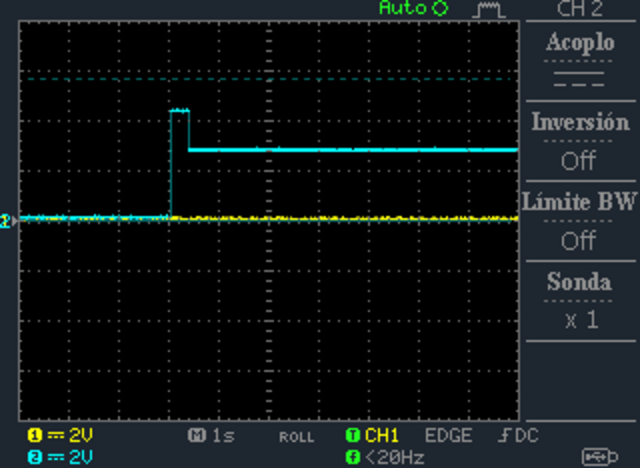 Auto CH 2
Acoplo
Inversión
Off
Límite BW
Off
Sonda
x 1
2
1 2V M 1s ROLL T CH1 EDGE DC
2 2V f <20Hz